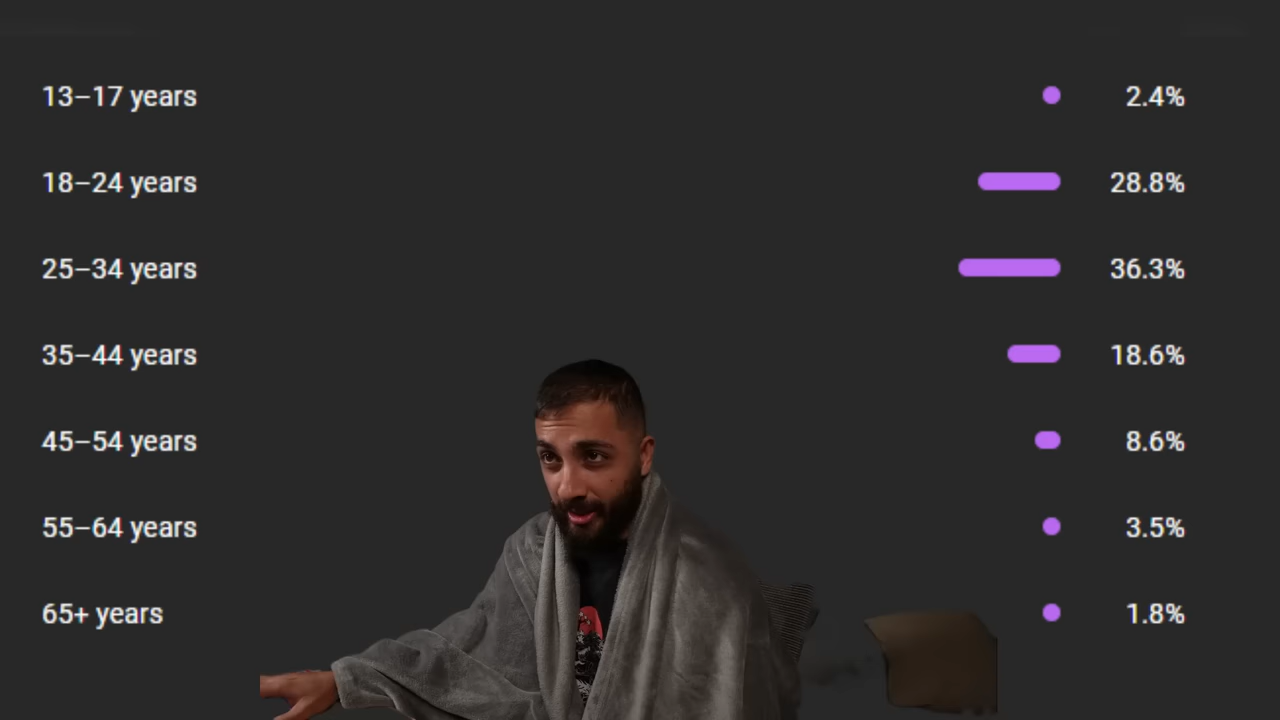 13–17 years 2.4%
18–24 years 28.8%
25–34 years 36.3%
35–44 years 18.6%
45–54 years 8.6%
55–64 years 3.5%
65+ years 1.8%